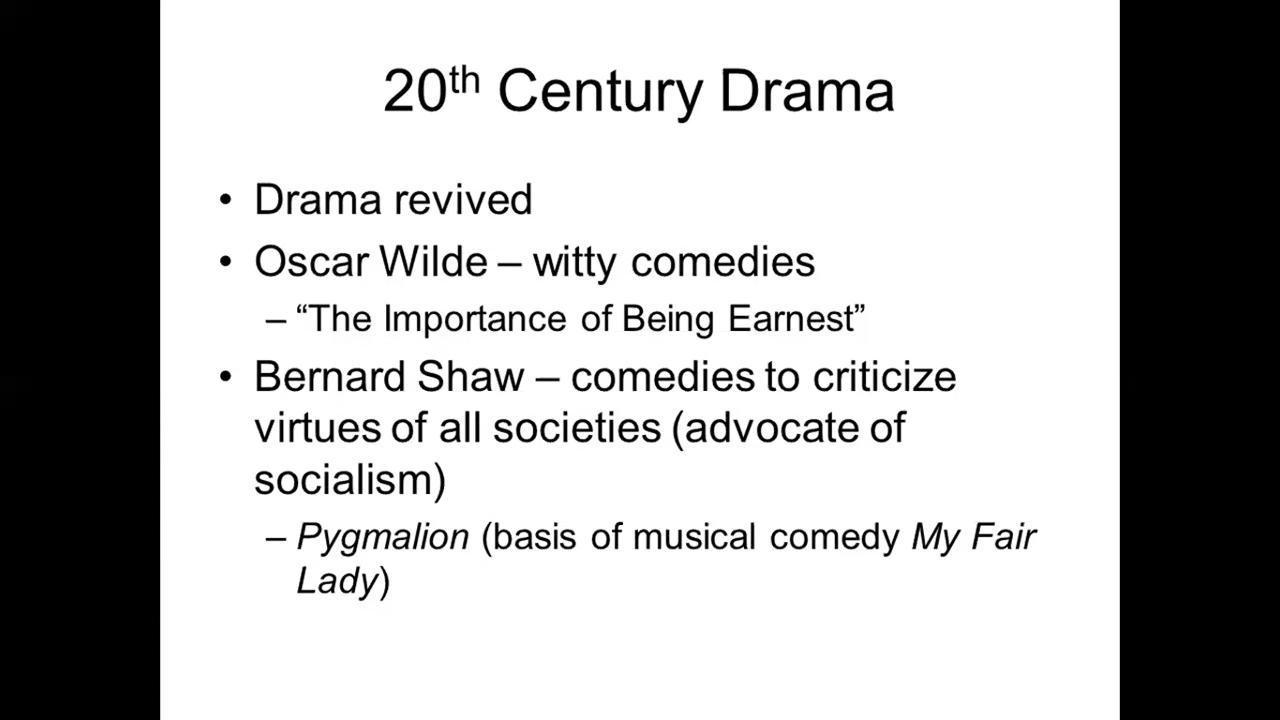 20th Century Drama
• Drama revived
• Oscar Wilde – witty comedies
– “The Importance of Being Earnest”
• Bernard Shaw – comedies to criticize
virtues of all societies (advocate of
socialism)
– Pygmalion (basis of musical comedy My Fair
Lady)